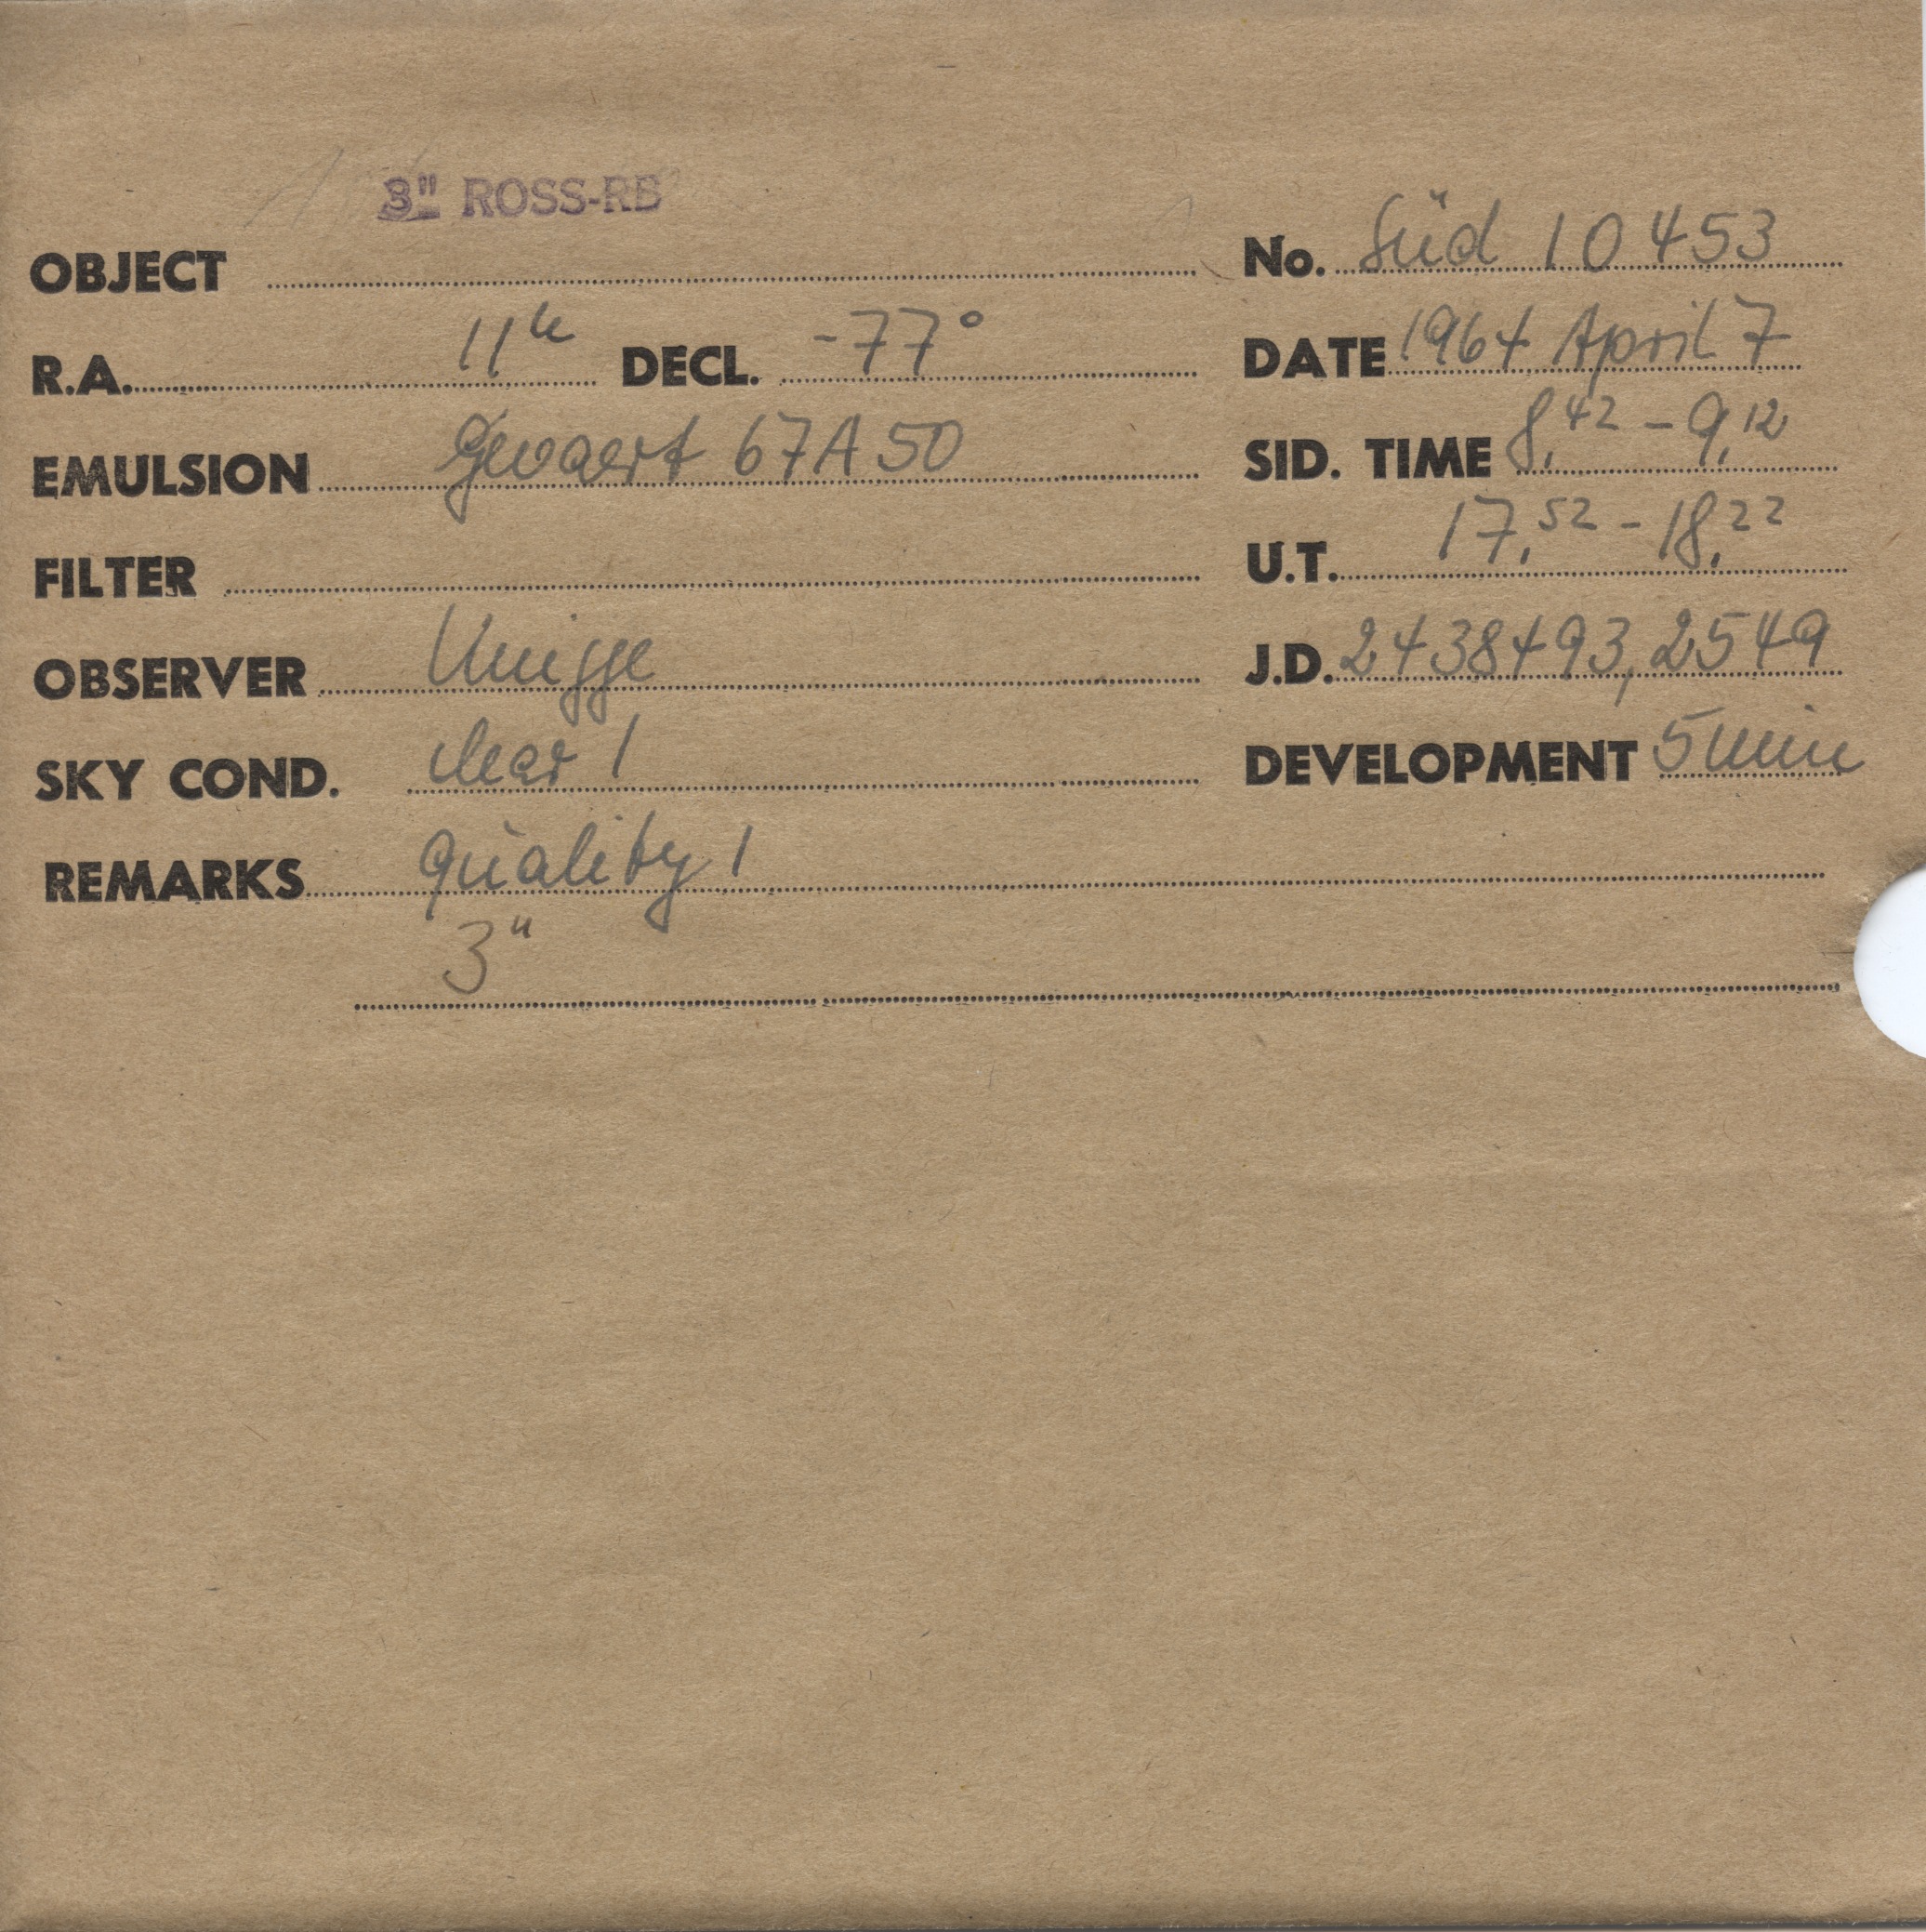 3" ROSS-RB
OBJECT No. Süd 10453
R.A. 11h DECL. -77° DATE 1964 April 7
EMULSION Gevaert 67A50 SID. TIME 8,42 - 9,12
FILTER U.T. 17,52 - 18,22
OBSERVER Knigge J.D. 2438493,2549
SKY COND. clear 1 DEVELOPMENT 5 min
REMARKS quality 1
3"